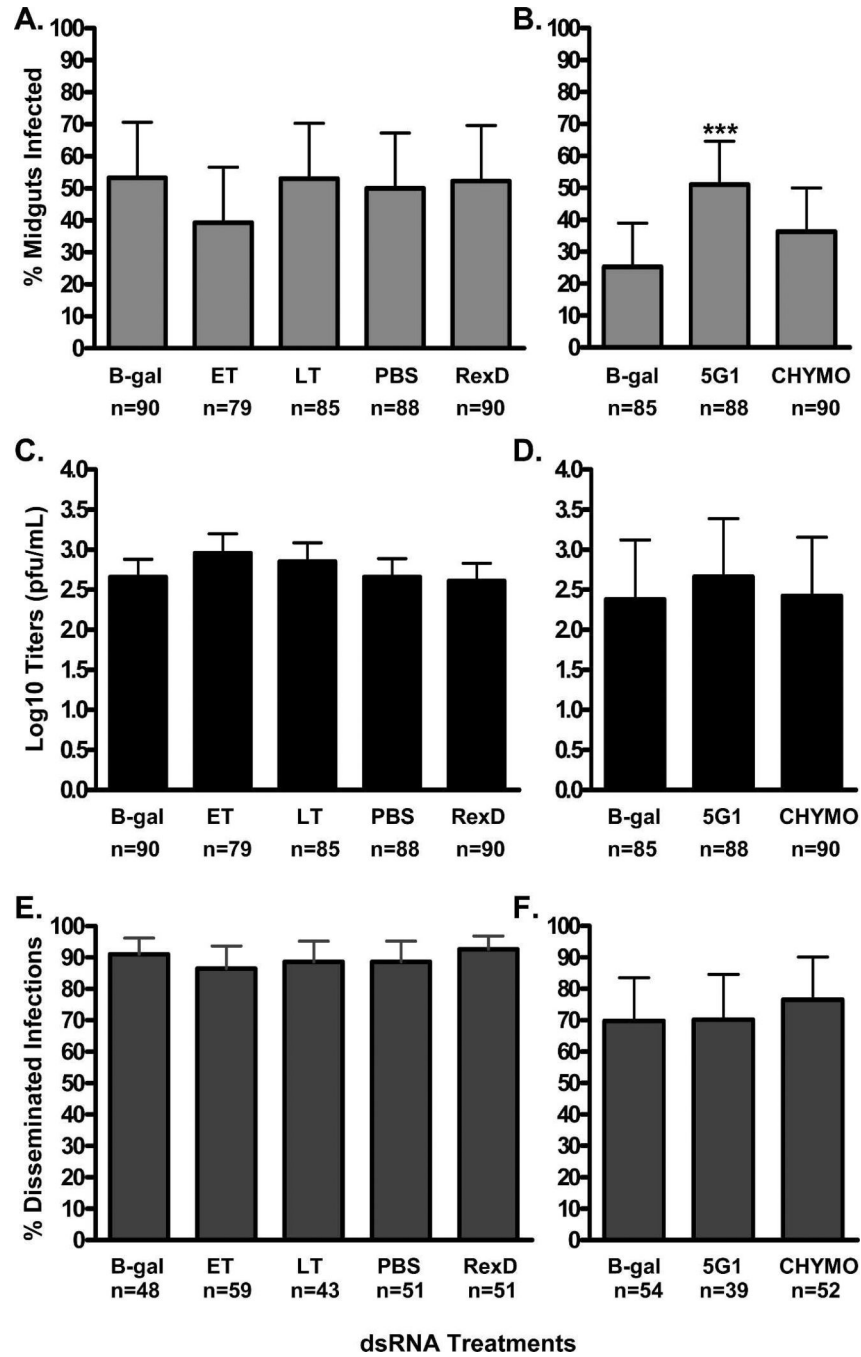 A.
B.
% Midguts Infected
100
90
80
70
60
50
40
30
20
10
0
B-gal ET LT PBS RexD
n=90 n=79 n=85 n=88 n=90
100
90
80
70
60
50
40
30
20
10
0
***
B-gal 5G1 CHYMO
n=85 n=88 n=90
C.
D.
Log10 Titers (pfu/mL)
4.0
3.5
3.0
2.5
2.0
1.5
1.0
0.5
0.0
B-gal ET LT PBS RexD
n=90 n=79 n=85 n=88 n=90
4.0
3.5
3.0
2.5
2.0
1.5
1.0
0.5
0.0
B-gal 5G1 CHYMO
n=85 n=88 n=90
E.
F.
% Disseminated Infections
100
90
80
70
60
50
40
30
20
10
0
B-gal ET LT PBS RexD
n=48 n=59 n=43 n=51 n=51
100
90
80
70
60
50
40
30
20
10
0
B-gal 5G1 CHYMO
n=54 n=39 n=52
dsRNA Treatments